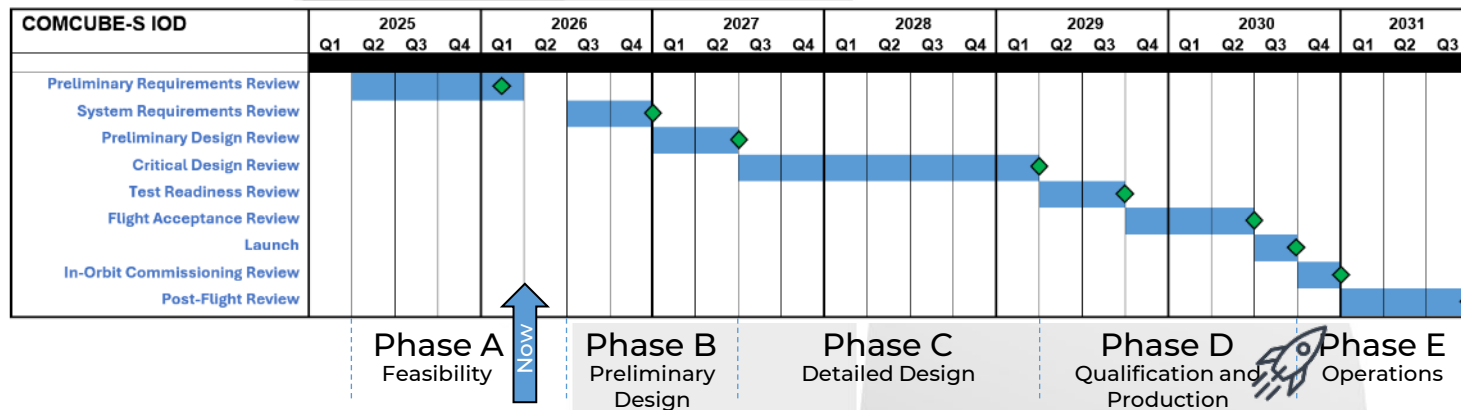 COMCUBE-S IOD 2025 2026 2027 2028 2029 2030 2031
Q1 Q2 Q3 Q4 Q1 Q2 Q3 Q4 Q1 Q2 Q3 Q4 Q1 Q2 Q3 Q4 Q1 Q2 Q3 Q4 Q1 Q2 Q3 Q4 Q1 Q2 Q3
Preliminary Requirements Review
System Requirements Review
Preliminary Design Review
Critical Design Review
Test Readiness Review
Flight Acceptance Review
Launch
In-Orbit Commissioning Review
Post-Flight Review
Now
Phase A
Feasibility
Phase B
Preliminary
Design
Phase C
Detailed Design
Phase D
Qualification and
Production
Phase E
Operations